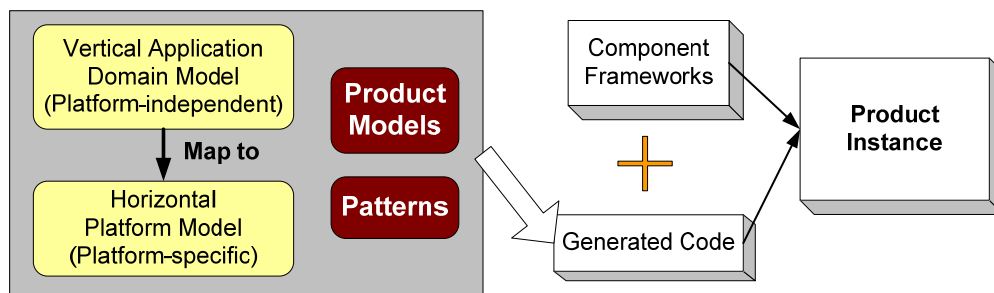 Vertical Application
Domain Model
(Platform-independent)
Map to
Horizontal
Platform Model
(Platform-specific)
Product
Models
Patterns
Component
Frameworks
Generated Code
Product
Instance